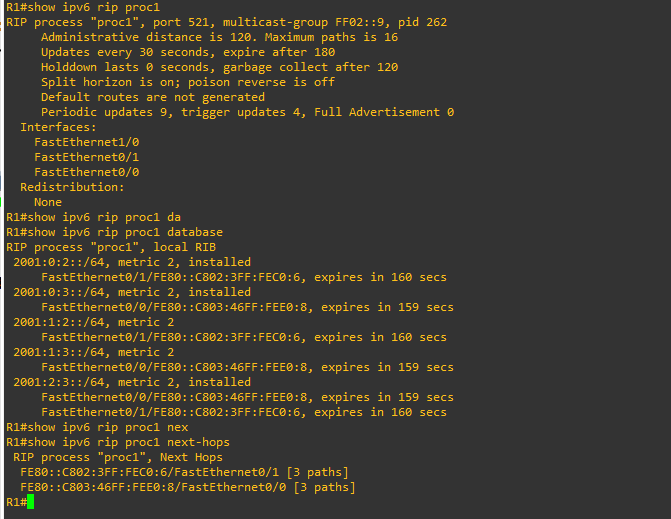 R1#show ipv6 rip proc1
RIP process "proc1", port 521, multicast-group FF02::9, pid 262
Administrative distance is 120. Maximum paths is 16
Updates every 30 seconds, expire after 180
Holddown lasts 0 seconds, garbage collect after 120
Split horizon is on; poison reverse is off
Default routes are not generated
Periodic updates 9, trigger updates 4, Full Advertisement 0
Interfaces:
FastEthernet1/0
FastEthernet0/1
FastEthernet0/0
Redistribution:
None
R1#show ipv6 rip proc1 da
R1#show ipv6 rip proc1 database
RIP process "proc1", local RIB
2001:0:2::/64, metric 2, installed
FastEthernet0/1/FE80::C802:3FF:FEC0:6, expires in 160 secs
2001:0:3::/64, metric 2, installed
FastEthernet0/0/FE80::C803:46FF:FEE0:8, expires in 159 secs
2001:1:2::/64, metric 2
FastEthernet0/1/FE80::C802:3FF:FEC0:6, expires in 160 secs
2001:1:3::/64, metric 2
FastEthernet0/0/FE80::C803:46FF:FEE0:8, expires in 159 secs
2001:2:3::/64, metric 2, installed
FastEthernet0/0/FE80::C803:46FF:FEE0:8, expires in 159 secs
FastEthernet0/1/FE80::C802:3FF:FEC0:6, expires in 160 secs
R1#show ipv6 rip proc1 nex
R1#show ipv6 rip proc1 next-hops
RIP process "proc1", Next Hops
FE80::C802:3FF:FEC0:6/FastEthernet0/1 [3 paths]
FE80::C803:46FF:FEE0:8/FastEthernet0/0 [3 paths]
R1#